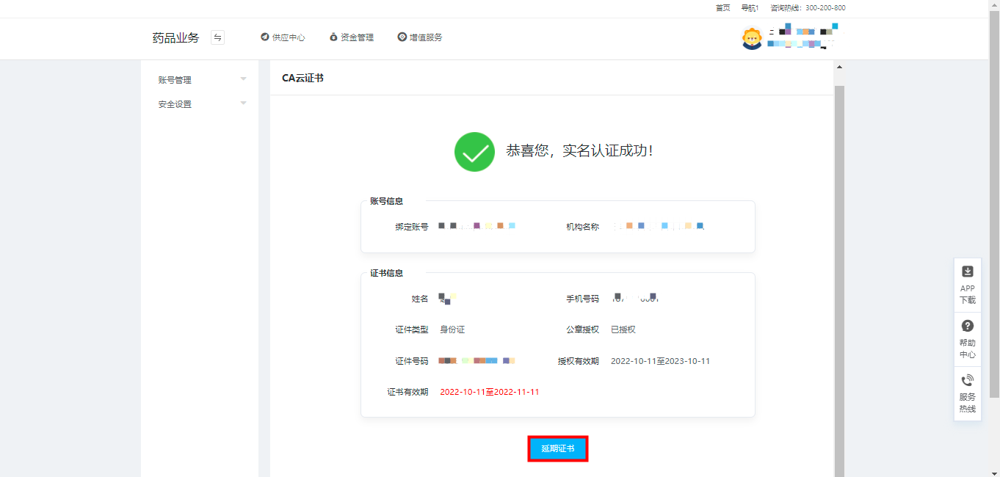 首页 导航1 咨询热线：300-200-800
药品业务 供应中心 资金管理 增值服务
账号管理
安全设置
CA云证书
恭喜您，实名认证成功！
账号信息
绑定账号 机构名称
证书信息
姓名 手机号码
证件类型 身份证 公章授权 已授权
证件号码 授权有效期 2022-10-11至2023-10-11
证书有效期 2022-10-11至2022-11-11
延期证书
APP
下载
帮助
中心
服务
热线